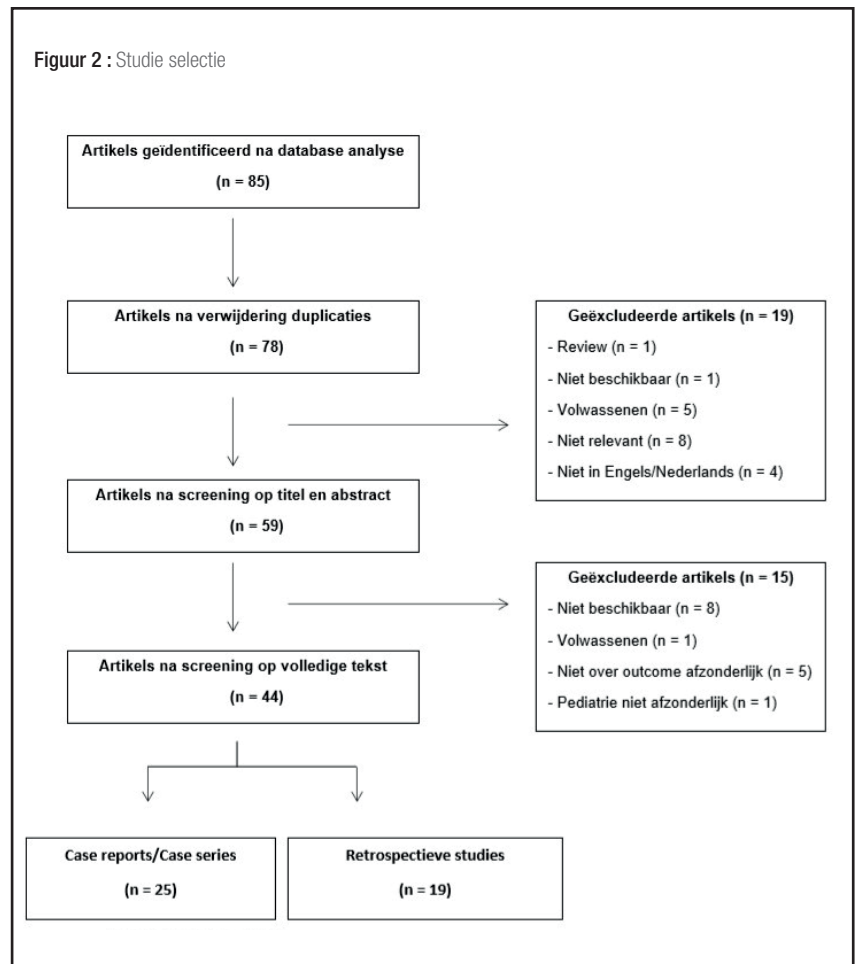 Figuur 2 : Studie selectie
Artikels geïdentificeerd na database analyse
(n = 85)
Artikels na verwijdering duplicaties
(n = 78)
Geëxcludeerde artikels (n = 19)
- Review (n = 1)
- Niet beschikbaar (n = 1)
- Volwassenen (n = 5)
- Niet relevant (n = 8)
- Niet in Engels/Nederlands (n = 4)
Artikels na screening op titel en abstract
(n = 59)
Geëxcludeerde artikels (n = 15)
- Niet beschikbaar (n = 8)
- Volwassenen (n = 1)
- Niet over outcome afzonderlijk (n = 5)
- Pediatrie niet afzonderlijk (n = 1)
Artikels na screening op volledige tekst
(n = 44)
Case reports/Case series
(n = 25)
Retrospectieve studies
(n = 19)